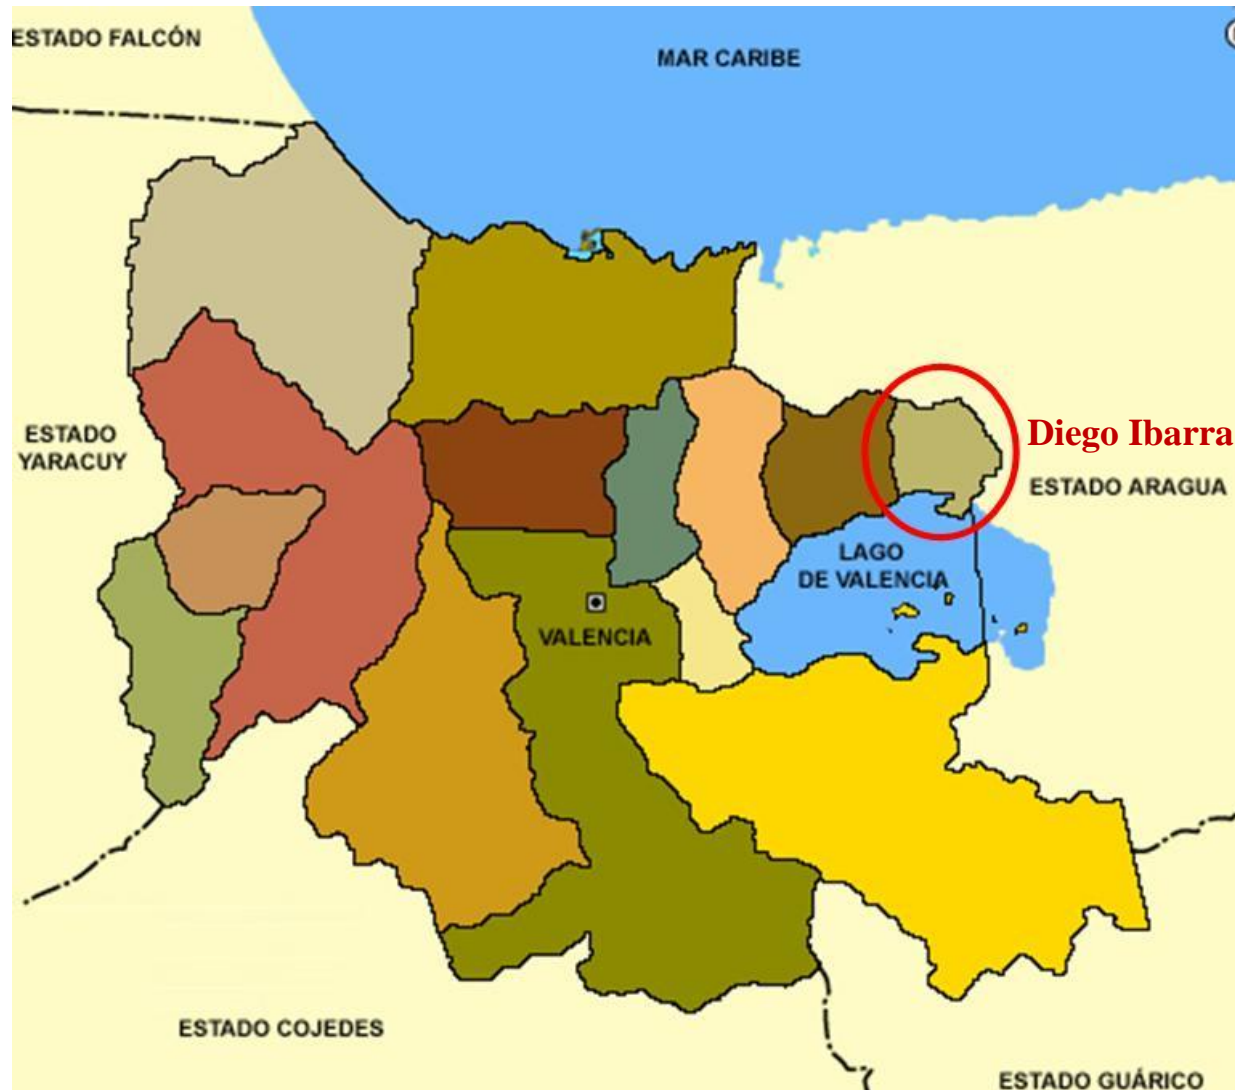 ESTADO FALCÓN
MAR CARIBE
ESTADO
YARACUY
Diego Ibarra
ESTADO ARAGUA
LAGO
DE VALENCIA
VALENCIA
ESTADO COJEDES
ESTADO GUÁRICO